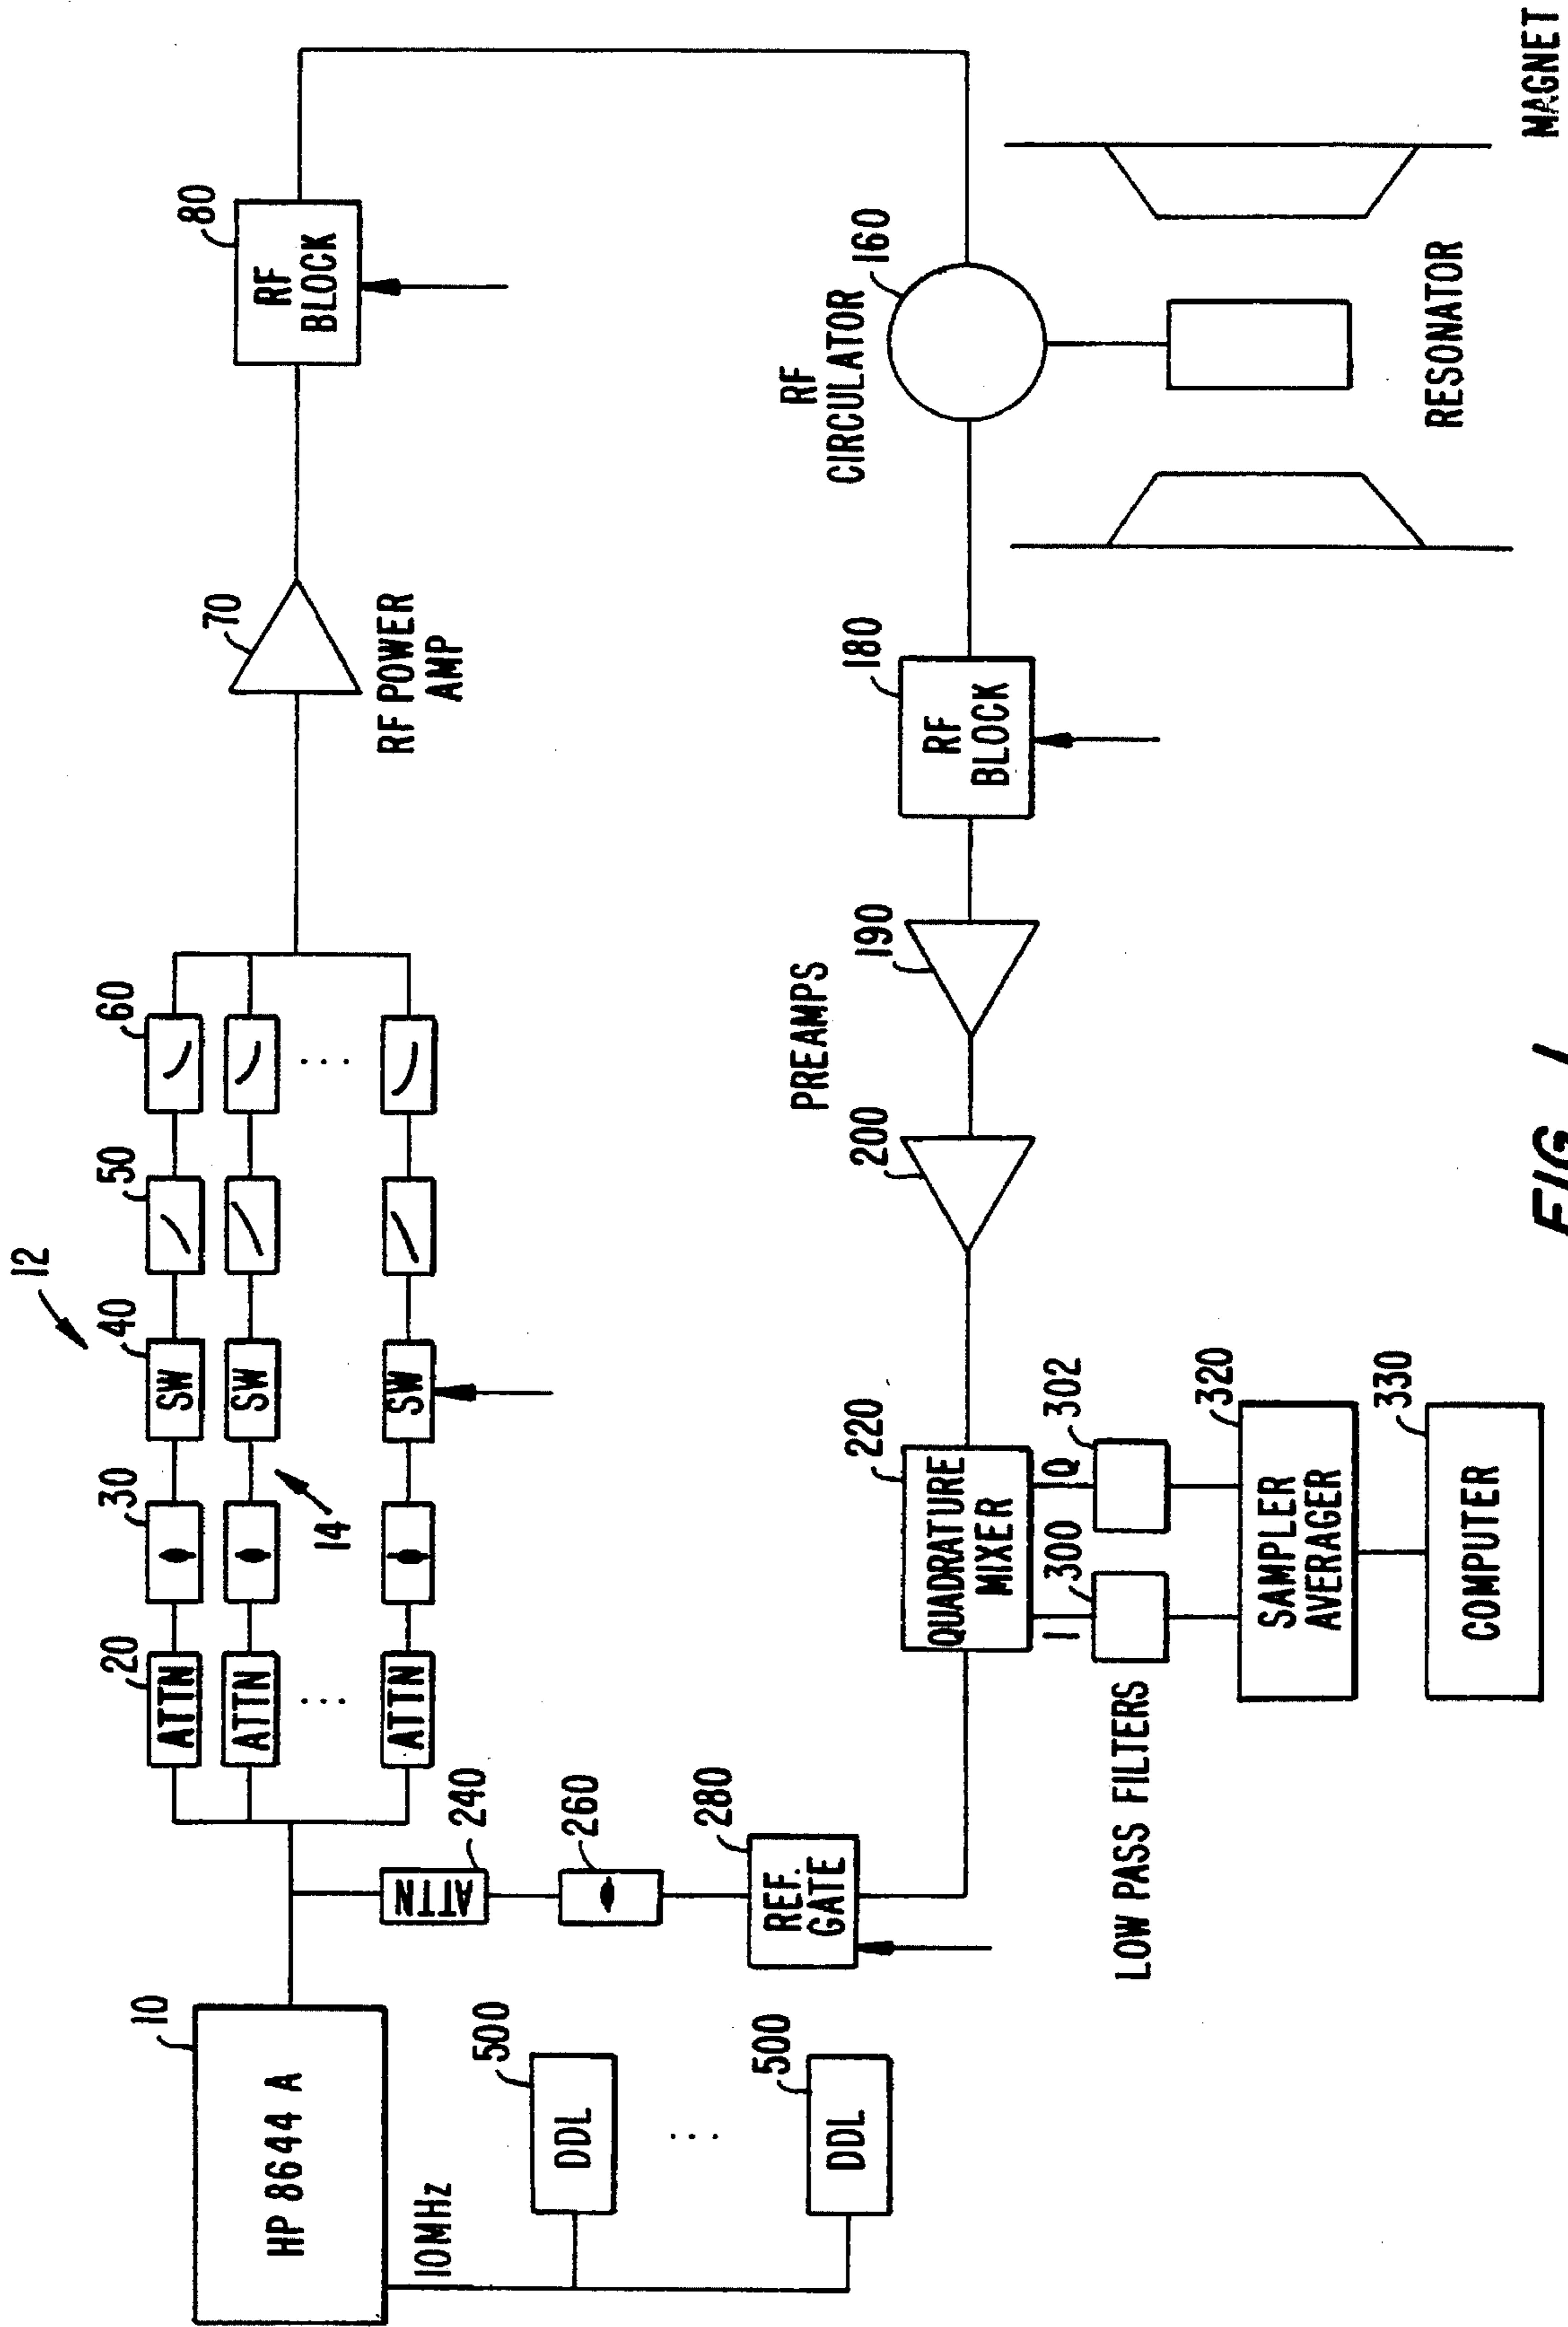 12
10
20
30
40
50
60
70
80
HP 8644 A
ATTN
SW
ATTN
SW
ATTN
SW
14
...
...
RF POWER
AMP
RF
BLOCK
10MHz
500
DDL
...
500
DDL
240
ATTN
260
280
REF.
GATE
220
QUADRATURE
MIXER
200
PREAMPS
190
180
RF
BLOCK
RF
CIRCULATOR
160
I
Q
300
302
LOW PASS FILTERS
320
SAMPLER
AVERAGER
330
COMPUTER
RESONATOR
MAGNET
FIG. 1